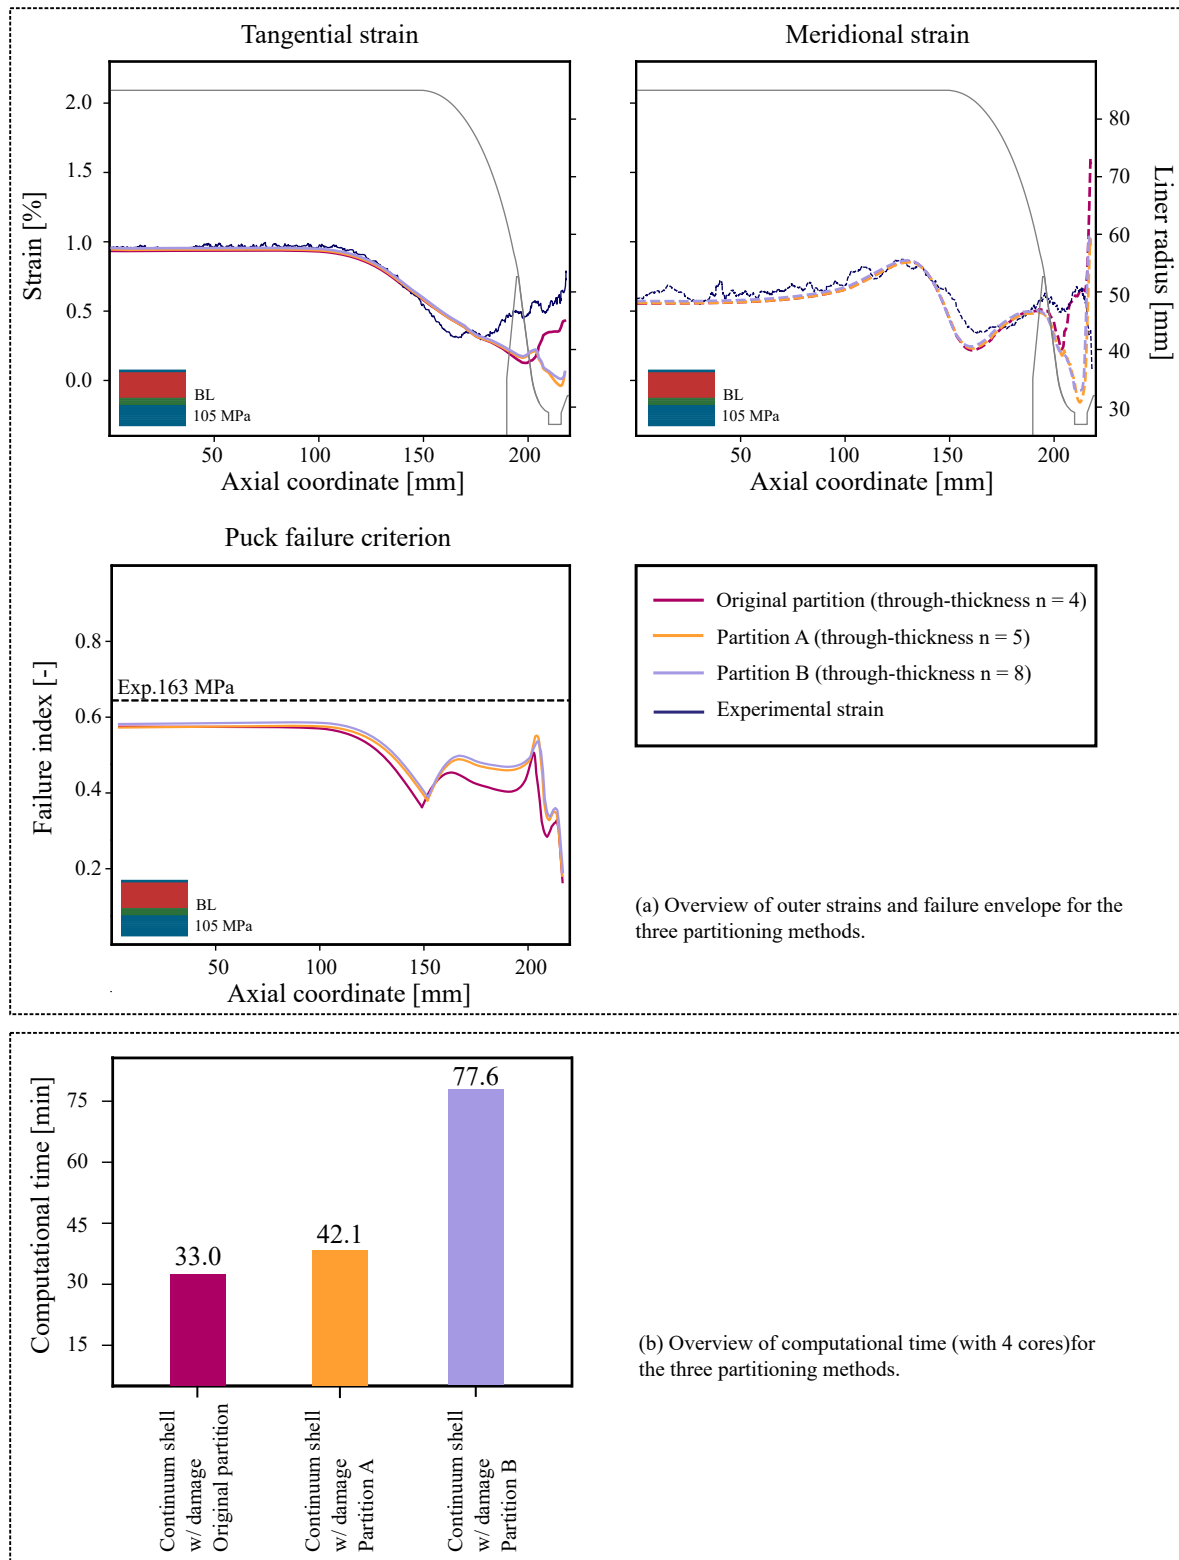 Tangential strain
Meridional strain
2.0
1.5
1.0
0.5
0.0
Strain [%]
BL
105 MPa
50
100
150
200
Axial coordinate [mm]
80
70
60
50
40
30
Liner radius [mm]
BL
105 MPa
50
100
150
200
Axial coordinate [mm]
Puck failure criterion
0.8
0.6
0.4
0.2
Failure index [-]
Exp.163 MPa
BL
105 MPa
50
100
150
200
Axial coordinate [mm]
Original partition (through-thickness n = 4)
Partition A (through-thickness n = 5)
Partition B (through-thickness n = 8)
Experimental strain
(a) Overview of outer strains and failure envelope for the
three partitioning methods.
Computational time [min]
75
60
45
30
15
33.0
42.1
77.6
Continuum shell
w/ damage
Original partition
Continuum shell
w/ damage
Partition A
Continuum shell
w/ damage
Partition B
(b) Overview of computational time (with 4 cores)for
the three partitioning methods.